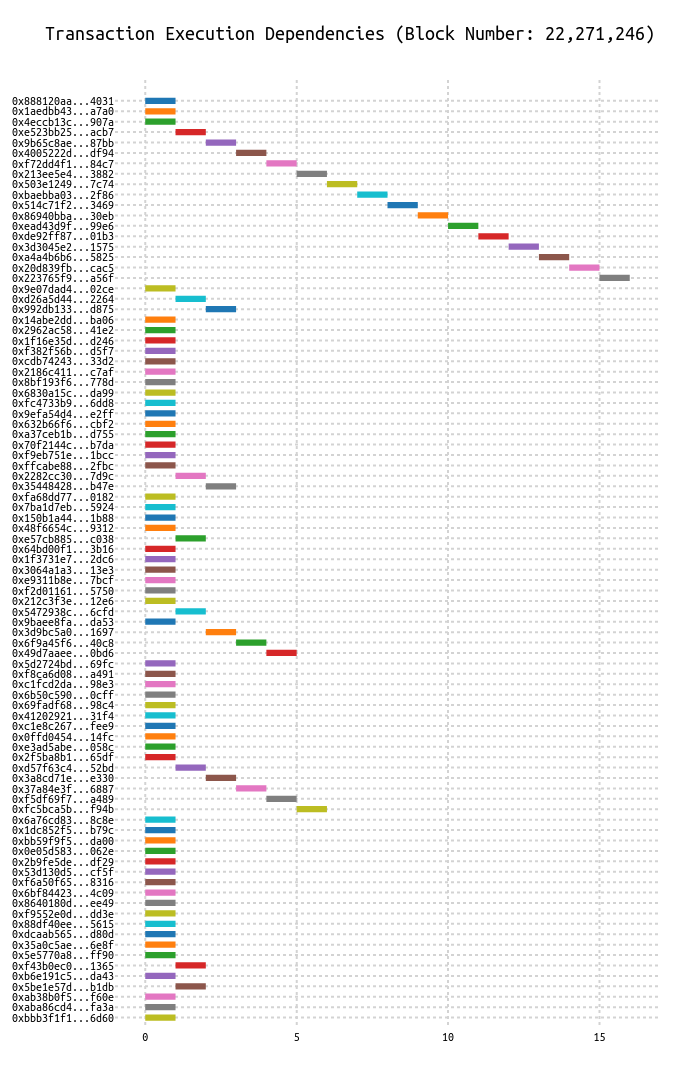 Transaction Execution Dependencies (Block Number: 22,271,246)
0x888120aa...4031
0x1aedbb43...a7a0
0x4eccb13c...907a
0xe523bb25...acb7
0x9b65c8ae...87bb
0x4005222d...df94
0xf72dd4f1...84c7
0x213ee5e4...3882
0x503e1249...7c74
0xbaebba03...2f86
0x514c71f2...3469
0x86940bba...30eb
0xead43d9f...99e6
0xde92ff87...01b3
0x3d3045e2...1575
0xa4a4b6b6...5825
0x20d839fb...cac5
0x223765f9...a56f
0x9e07dad4...02ce
0xd26a5d44...2264
0x992db133...d875
0x14abe2dd...ba06
0x2962ac58...41e2
0x1f16e35d...d246
0xf382f56b...d5f7
0xcdb74243...33d2
0x2186c411...c7af
0x8bf193f6...778d
0x6830a15c...da99
0xfc4733b9...6dd8
0x9efa54d4...e2ff
0x632b66f6...cbf2
0xa37ceb1b...d755
0x70f2144c...b7da
0xf9eb751e...1bcc
0xffcabe88...2fbc
0x2282cc30...7d9c
0x35448428...b47e
0xfa68dd77...0182
0x7ba1d7eb...5924
0x150b1a44...1b88
0x48f6654c...9312
0xe57cb885...c038
0x64bd00f1...3b16
0x1f3731e7...2dc6
0x3064a1a3...13e3
0xe9311b8e...7bcf
0xf2d01161...5750
0x212c3f3e...12e6
0x5472938c...6cfd
0x9baee8fa...da53
0x3d9bc5a0...1697
0x6f9a45f6...40c8
0x49d7aaee...0bd6
0x5d2724bd...69fc
0xf8ca6d08...a491
0xc1fcd2da...98e3
0x6b50c590...0cff
0x69fadf68...98c4
0x41202921...31f4
0xc1e8c267...fee9
0x0ffd0454...14fc
0xe3ad5abe...058c
0x2f5ba8b1...65df
0xd57f63c4...52bd
0x3a8cd71e...e330
0x37a84e3f...6887
0xf5df69f7...a489
0xfc5bca5b...f94b
0x6a76cd83...8c8e
0x1dc852f5...b79c
0xbb59f9f5...da00
0x0e05d583...062e
0x2b9fe5de...df29
0x53d130d5...cf5f
0xf6a50f65...8316
0x6bf84423...4c09
0x8640180d...ee49
0xf9552e0d...dd3e
0x88df40ee...5615
0xdcaab565...d80d
0x35a0c5ae...6e8f
0x5e5770a8...ff90
0xf43b0ec0...1365
0xb6e191c5...da43
0x5be1e57d...b1db
0xab38b0f5...f60e
0xaba86cd4...fa3a
0xbbb3f1f1...6d60
0 5 10 15